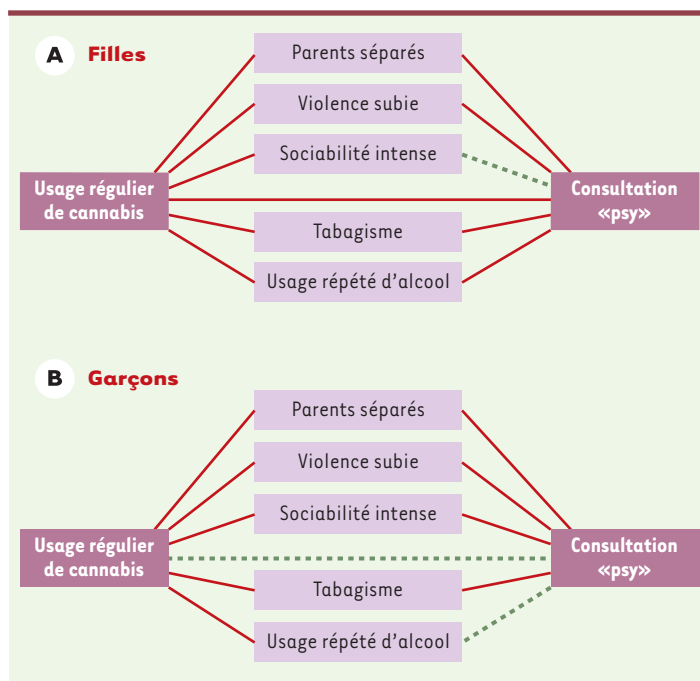 A Filles
Parents séparés
Violence subie
Sociabilité intense
Usage régulier
de cannabis
Consultation
«psy»
Tabagisme
Usage répété d'alcool
B Garçons
Parents séparés
Violence subie
Sociabilité intense
Usage régulier
de cannabis
Consultation
«psy»
Tabagisme
Usage répété d'alcool